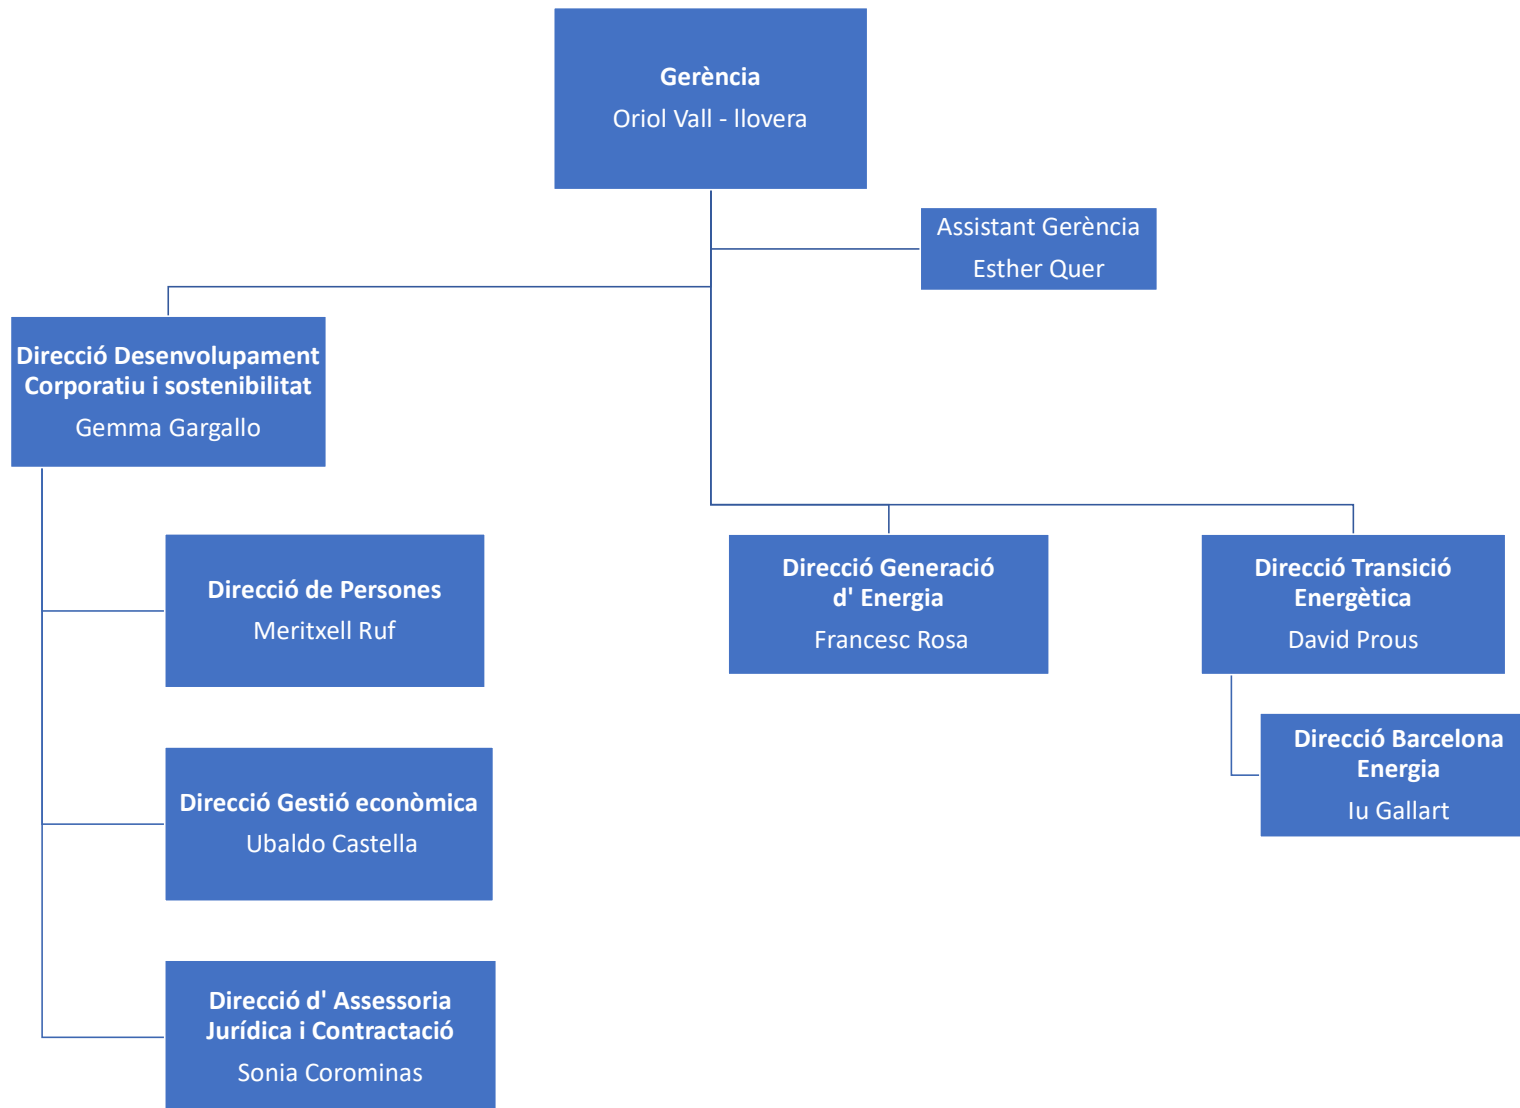 Gerència
Oriol Vall - llovera
Assistant Gerència
Esther Quer
Direcció Desenvolupament
Corporatiu i sostenibilitat
Gemma Gargallo
Direcció de Persones
Meritxell Ruf
Direcció Gestió econòmica
Ubaldo Castella
Direcció d' Assessoria
Jurídica i Contractació
Sonia Corominas
Direcció Generació
d' Energia
Francesc Rosa
Direcció Transició
Energètica
David Prous
Direcció Barcelona
Energia
Iu Gallart